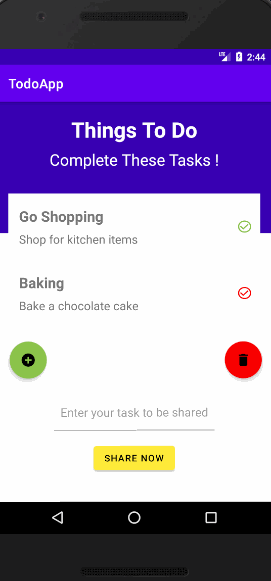 LTE 2:44
TodoApp
Things To Do
Complete These Tasks !
Go Shopping
Shop for kitchen items
Baking
Bake a chocolate cake
Enter your task to be shared
SHARE NOW